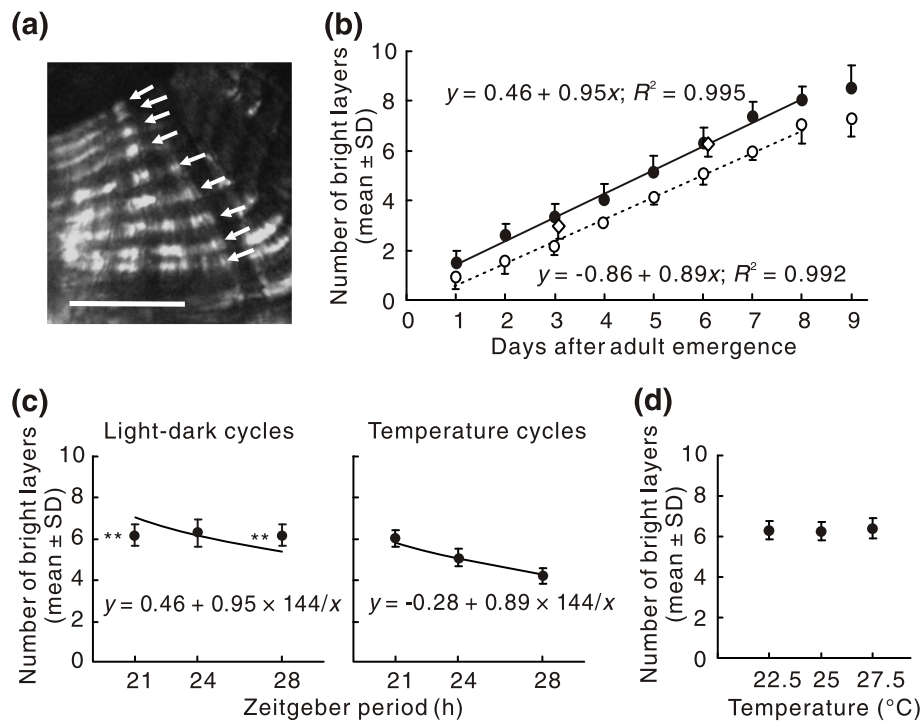 (a)
(b)
Number of bright layers
(mean ± SD)
10
8
6
4
2
0
y = 0.46 + 0.95x; R² = 0.995
y = -0.86 + 0.89x; R² = 0.992
0 1 2 3 4 5 6 7 8 9
Days after adult emergence
(c)
Light-dark cycles
Temperature cycles
Number of bright layers
(mean ± SD)
10
8
6
4
2
0
**
**
y = 0.46 + 0.95 × 144/x
y = -0.28 + 0.89 × 144/x
21 24 28
21 24 28
Zeitgeber period (h)
(d)
Number of bright layers
(mean ± SD)
10
8
6
4
2
0
22.5 25 27.5
Temperature (°C)